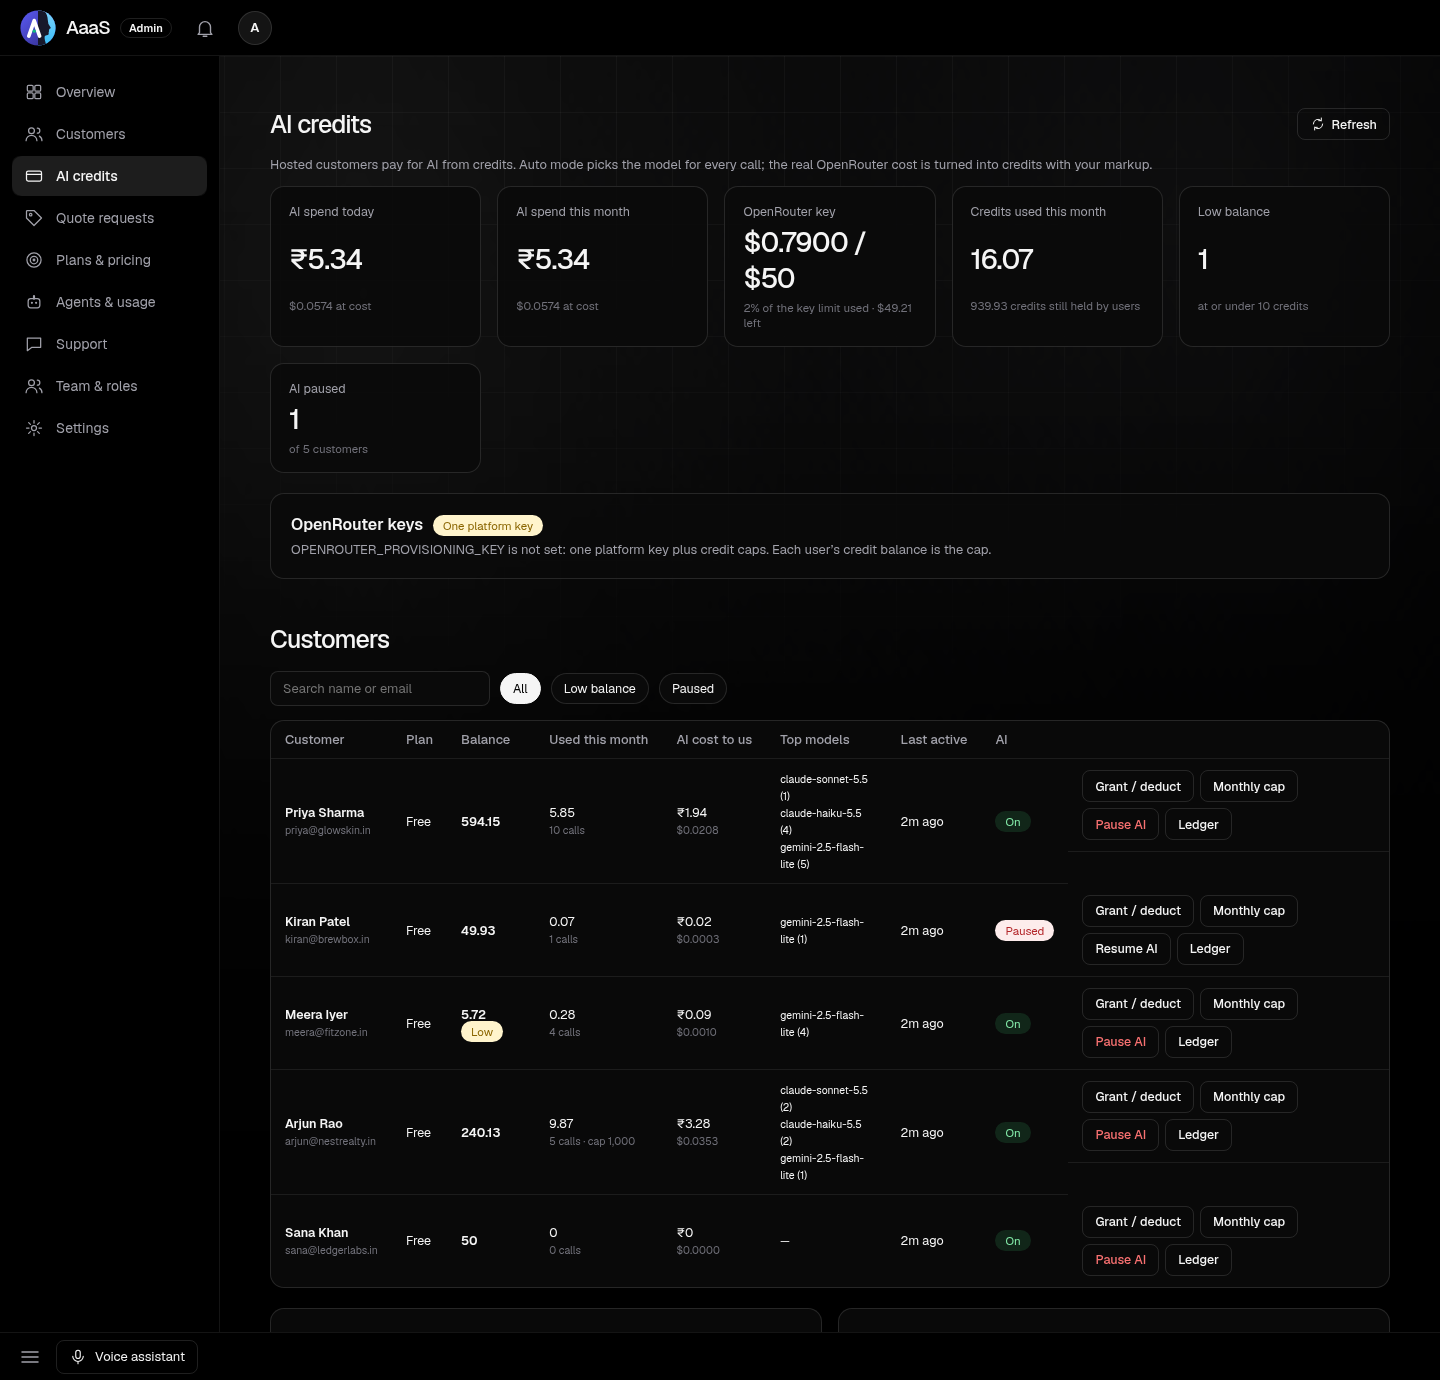 AaaS Admin A
Overview
Customers
AI credits
Quote requests
Plans & pricing
Agents & usage
Support
Team & roles
Settings
AI credits
Refresh
Hosted customers pay for AI from credits. Auto mode picks the model for every call; the real OpenRouter cost is turned into credits with your markup.
AI spend today
₹5.34
$0.0574 at cost
AI spend this month
₹5.34
$0.0574 at cost
OpenRouter key
$0.7900 /
$50
2% of the key limit used · $49.21
left
Credits used this month
16.07
939.93 credits still held by users
Low balance
1
at or under 10 credits
AI paused
1
of 5 customers
OpenRouter keys One platform key
OPENROUTER_PROVISIONING_KEY is not set: one platform key plus credit caps. Each user's credit balance is the cap.
Customers
Search name or email All Low balance Paused
Customer Plan Balance Used this month AI cost to us Top models Last active AI
Priya Sharma
priya@glowskin.in
Free
594.15
5.85
10 calls
₹1.94
$0.0208
claude-sonnet-5.5
(1)
claude-haiku-5.5
(4)
gemini-2.5-flash-
lite (5)
2m ago
On
Grant / deduct Monthly cap
Pause AI Ledger
Kiran Patel
kiran@brewbox.in
Free
49.93
0.07
1 calls
₹0.02
$0.0003
gemini-2.5-flash-
lite (1)
2m ago
Paused
Grant / deduct Monthly cap
Resume AI Ledger
Meera Iyer
meera@fitzone.in
Free
5.72
Low
0.28
4 calls
₹0.09
$0.0010
gemini-2.5-flash-
lite (4)
2m ago
On
Grant / deduct Monthly cap
Pause AI Ledger
Arjun Rao
arjun@nestrealty.in
Free
240.13
9.87
5 calls · cap 1,000
₹3.28
$0.0353
claude-sonnet-5.5
(2)
claude-haiku-5.5
(2)
gemini-2.5-flash-
lite (1)
2m ago
On
Grant / deduct Monthly cap
Pause AI Ledger
Sana Khan
sana@ledgerlabs.in
Free
50
0
0 calls
₹0
$0.0000
—
2m ago
On
Grant / deduct Monthly cap
Pause AI Ledger
Voice assistant